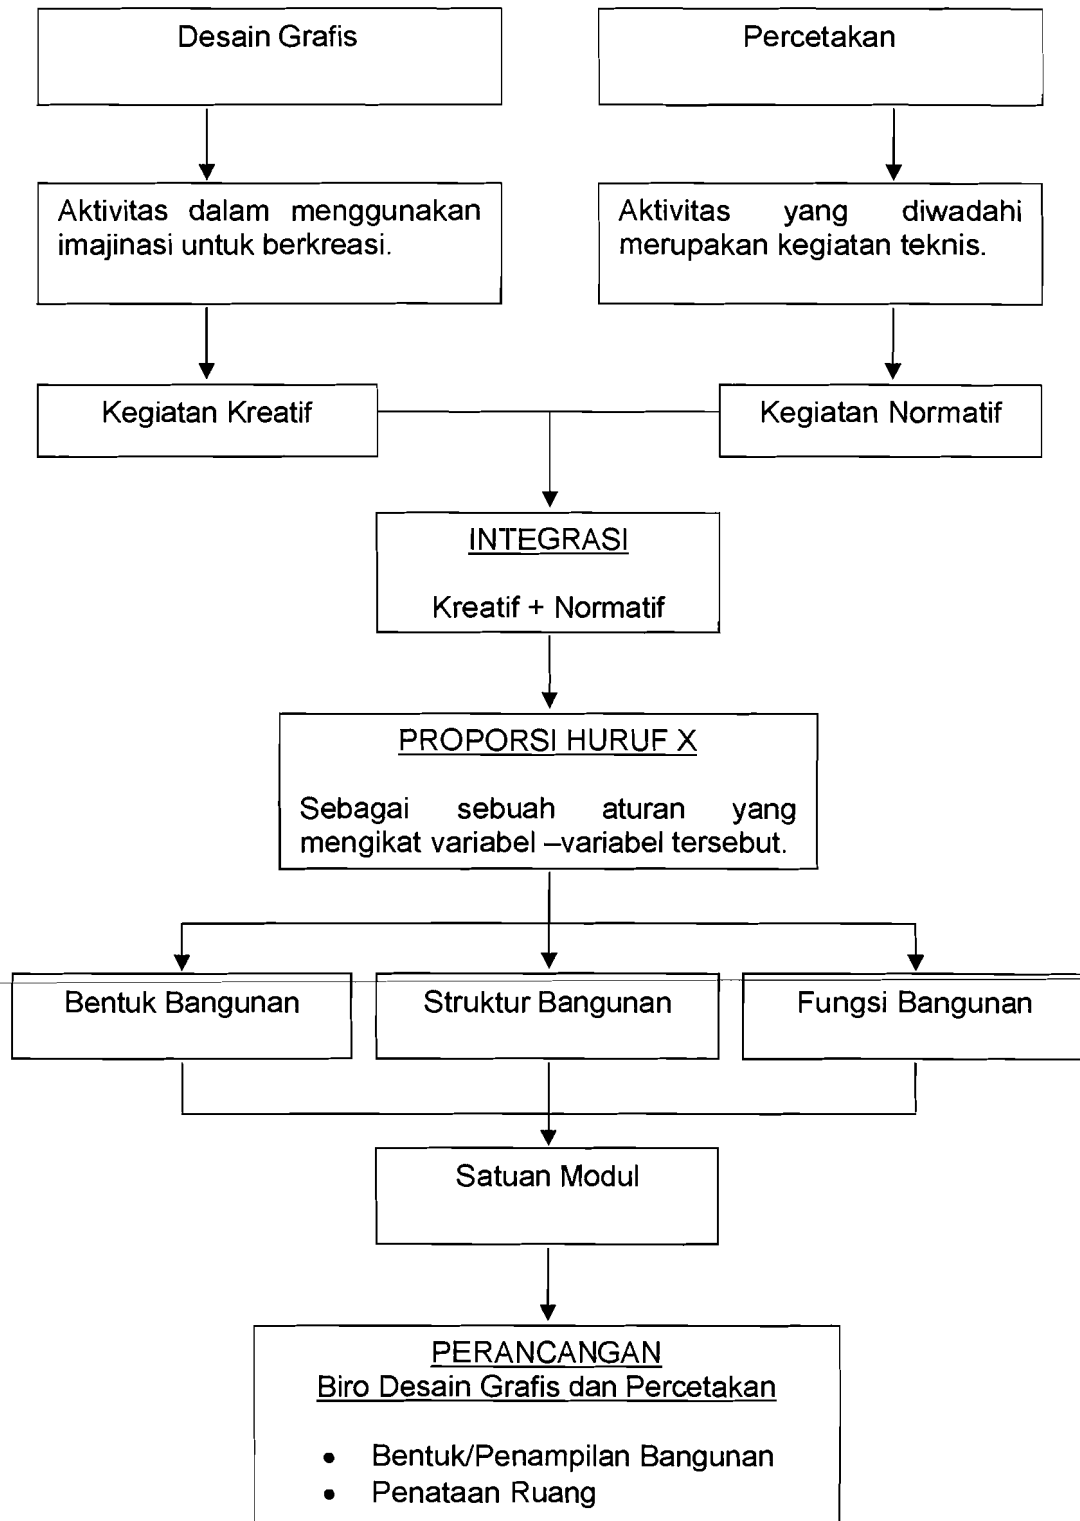 Desain Grafis
Percetakan
Aktivitas dalam menggunakan
imajinasi untuk berkreasi.
Aktivitas yang diwadahi
merupakan kegiatan teknis.
Kegiatan Kreatif
Kegiatan Normatif
INTEGRASI
Kreatif + Normatif
PROPORSI HURUF X
Sebagai sebuah aturan yang
mengikat variabel –variabel tersebut.
Bentuk Bangunan
Struktur Bangunan
Fungsi Bangunan
Satuan Modul
PERANCANGAN
Biro Desain Grafis dan Percetakan
• Bentuk/Penampilan Bangunan
• Penataan Ruang